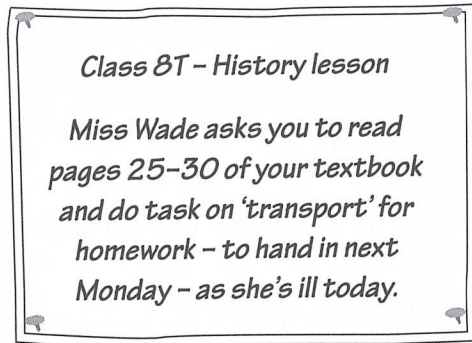 Class 8T – History lesson
Miss Wade asks you to read
pages 25–30 of your textbook
and do task on 'transport' for
homework – to hand in next
Monday – as she's ill today.